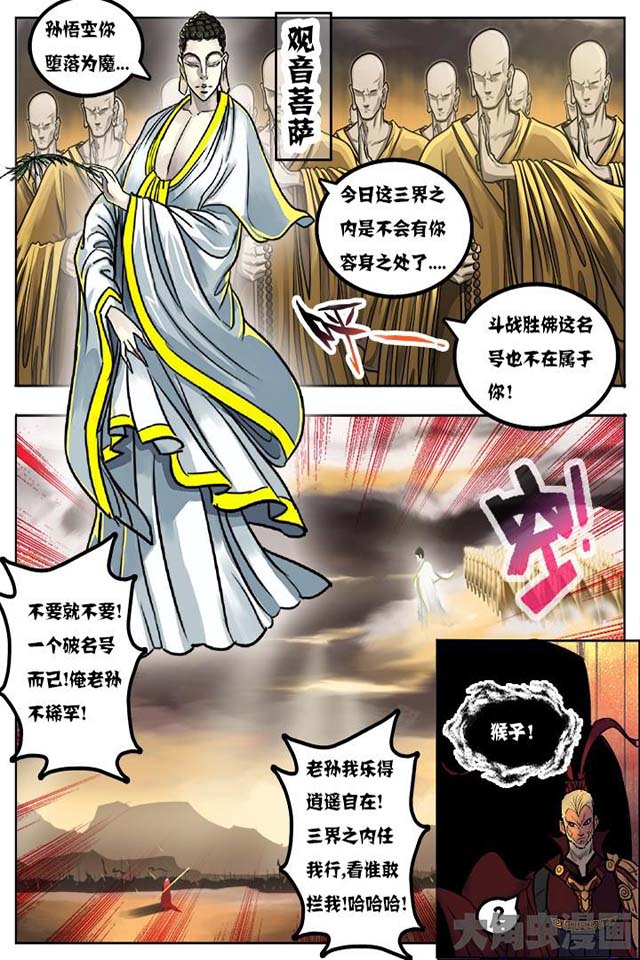 孙悟空你
堕落为魔...
观音菩萨
今日这三界之
内是不会有你
容身之处了....
斗战胜佛这名
号也不在属于
你!
不要就不要!
一个破名号
而已!俺老孙
不稀罕!
猴子!
老孙我乐得
逍遥自在!
三界之内任
我行,看谁敢
拦我!哈哈哈!
?
大角虫漫画